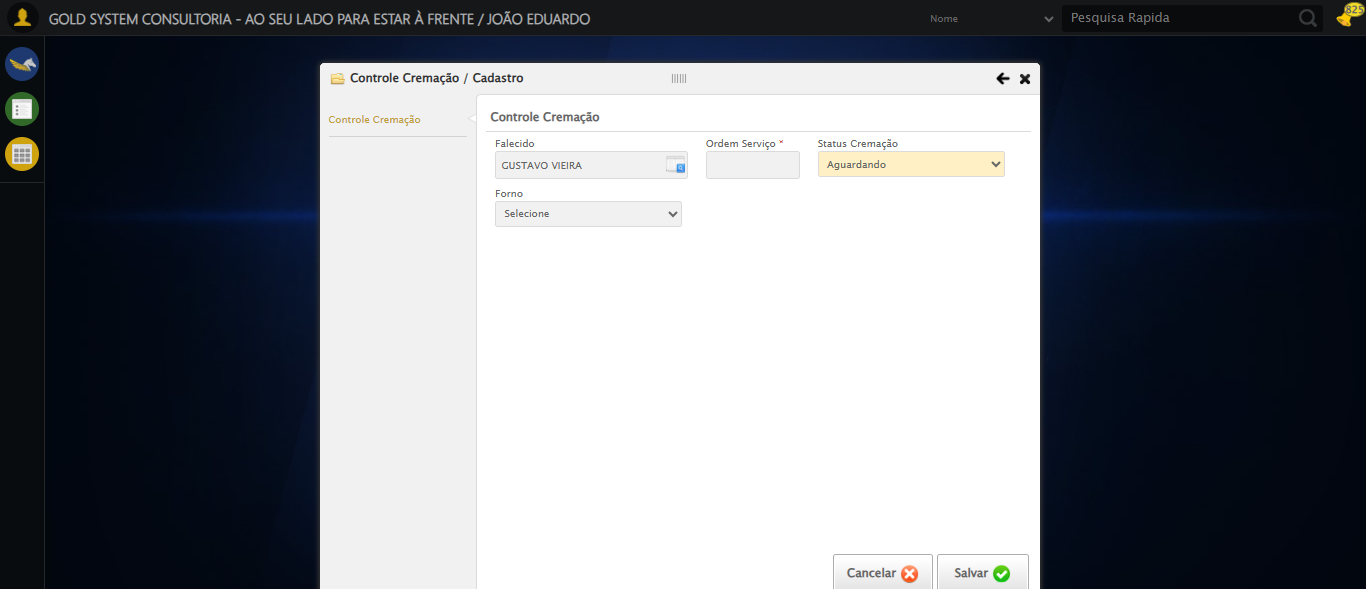 GOLD SYSTEM CONSULTORIA - AO SEU LADO PARA ESTAR À FRENTE / JOÃO EDUARDO
Nome
Pesquisa Rapida
825
Controle Cremação / Cadastro
Controle Cremação
Controle Cremação
Falecido
Ordem Serviço *
Status Cremação
GUSTAVO VIEIRA
Aguardando
Forno
Selecione
Cancelar
Salvar